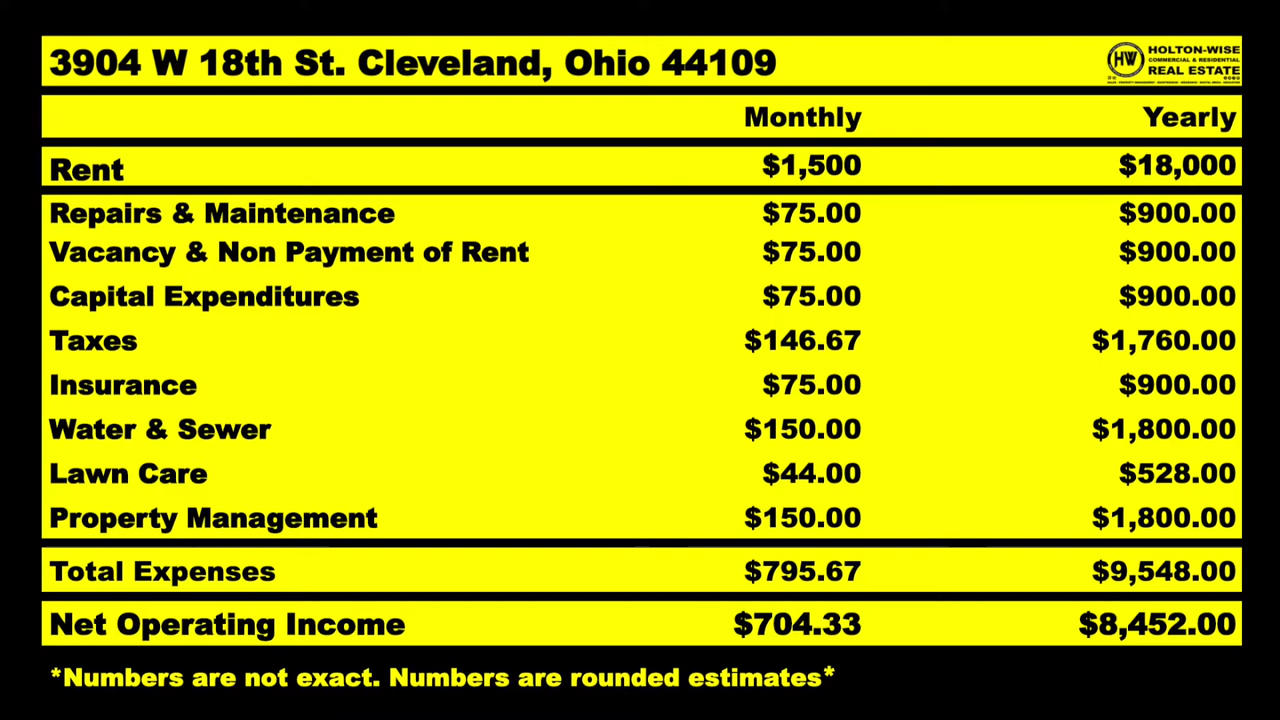 3904 W 18th St. Cleveland, Ohio 44109
HOLTON-WISE
COMMERCIAL & RESIDENTIAL
REAL ESTATE
HW
Monthly Yearly
Rent $1,500 $18,000
Repairs & Maintenance $75.00 $900.00
Vacancy & Non Payment of Rent $75.00 $900.00
Capital Expenditures $75.00 $900.00
Taxes $146.67 $1,760.00
Insurance $75.00 $900.00
Water & Sewer $150.00 $1,800.00
Lawn Care $44.00 $528.00
Property Management $150.00 $1,800.00
Total Expenses $795.67 $9,548.00
Net Operating Income $704.33 $8,452.00
*Numbers are not exact. Numbers are rounded estimates*